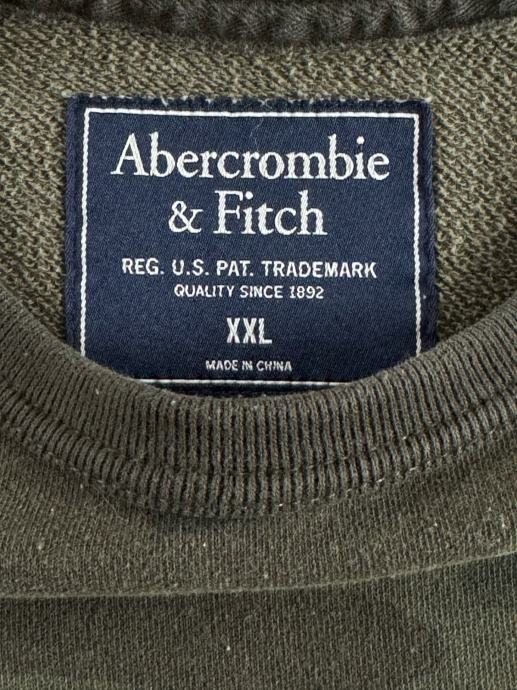 Abercrombie
& Fitch
REG. U.S. PAT. TRADEMARK
QUALITY SINCE 1892
XXL
MADE IN CHINA